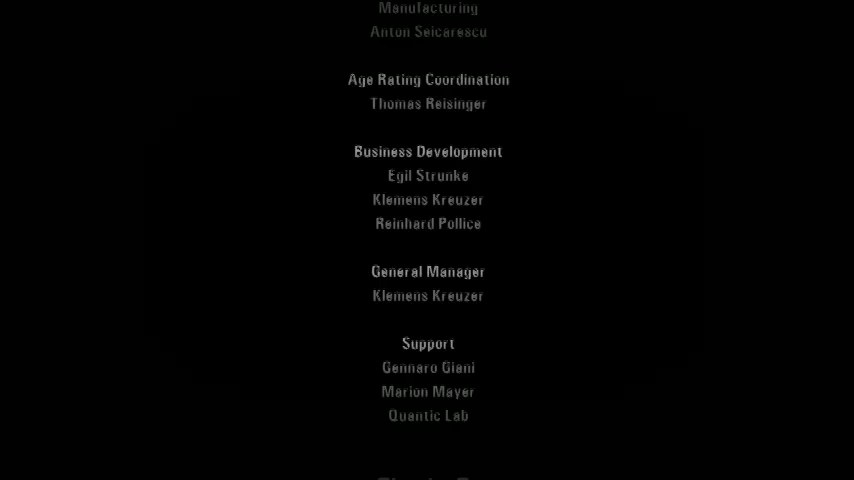 Manufacturing
Anton Seicarescu
Age Rating Coordination
Thomas Reisinger
Business Development
Egil Strunke
Klemens Kreuzer
Reinhard Pollice
General Manager
Klemens Kreuzer
Support
Gennaro Giani
Marion Mayer
Quantic Lab